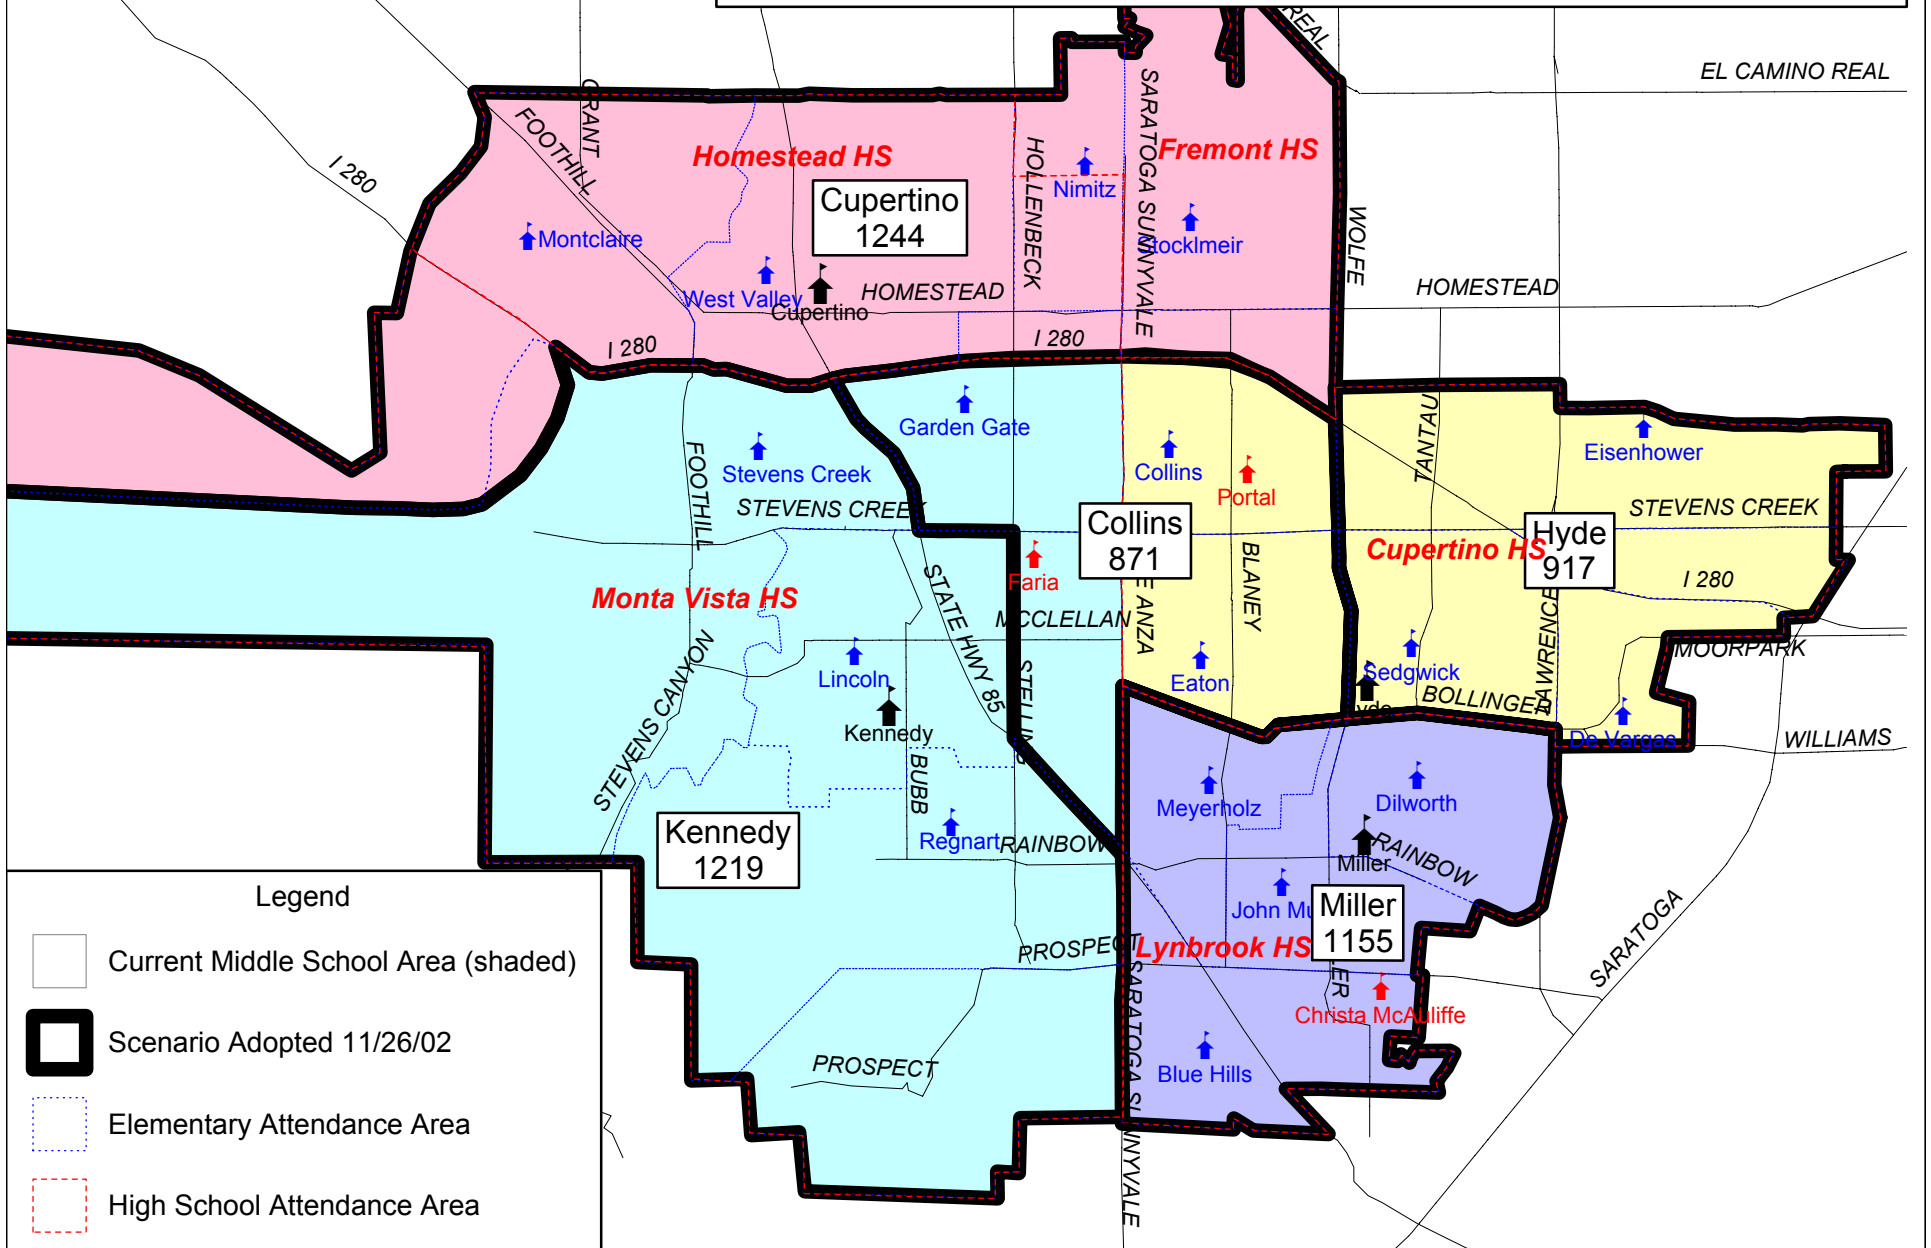 REAL
EL CAMINO REAL
GRANT
FOOTHILL
I 280
Homestead HS
Fremont HS
SARATOGA SUNNYVALE
HOLLENBECK
Nimitz
Cupertino
1244
Montclaire
Stocklmeir
WOLFE
West Valley
Cupertino
HOMESTEAD
HOMESTEAD
I 280
I 280
Garden Gate
TANTAU
Collins
Portal
Eisenhower
Stevens Creek
FOOTHILL
STEVENS CREEK
STEVENS CREEK
Collins
871
Hyde
917
Cupertino HS
BLANEY
Faria
I 280
Monta Vista HS
STATE HWY 85
MCCLELLAN
E ANZA
LAWRENCE
MOORPARK
Lincoln
Eaton
Sedgwick
BOLLINGER
STEVENS CANYON
STELLING
Kennedy
De Vargas
WILLIAMS
BUBB
Meyerholz
Dilworth
Kennedy
1219
Regnart
RAINBOW
Miller
RAINBOW
John Mu
Miller
1155
PROSPECT
Lynbrook HS
LER
SARATOGA
Christa McAuliffe
PROSPECT
Blue Hills
SARATOGA SUNNYVALE
Legend
Current Middle School Area (shaded)
Scenario Adopted 11/26/02
Elementary Attendance Area
High School Attendance Area